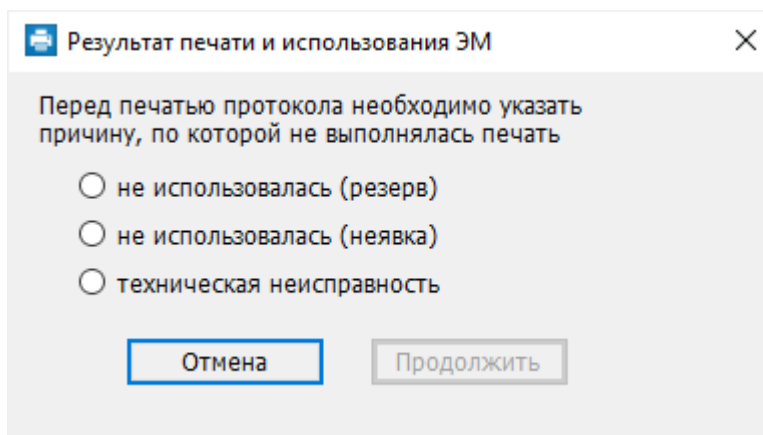 Результат печати и использования ЭМ
Перед печатью протокола необходимо указать
причину, по которой не выполнялась печать
не использовалась (резерв)
не использовалась (неявка)
техническая неисправность
Отмена
Продолжить